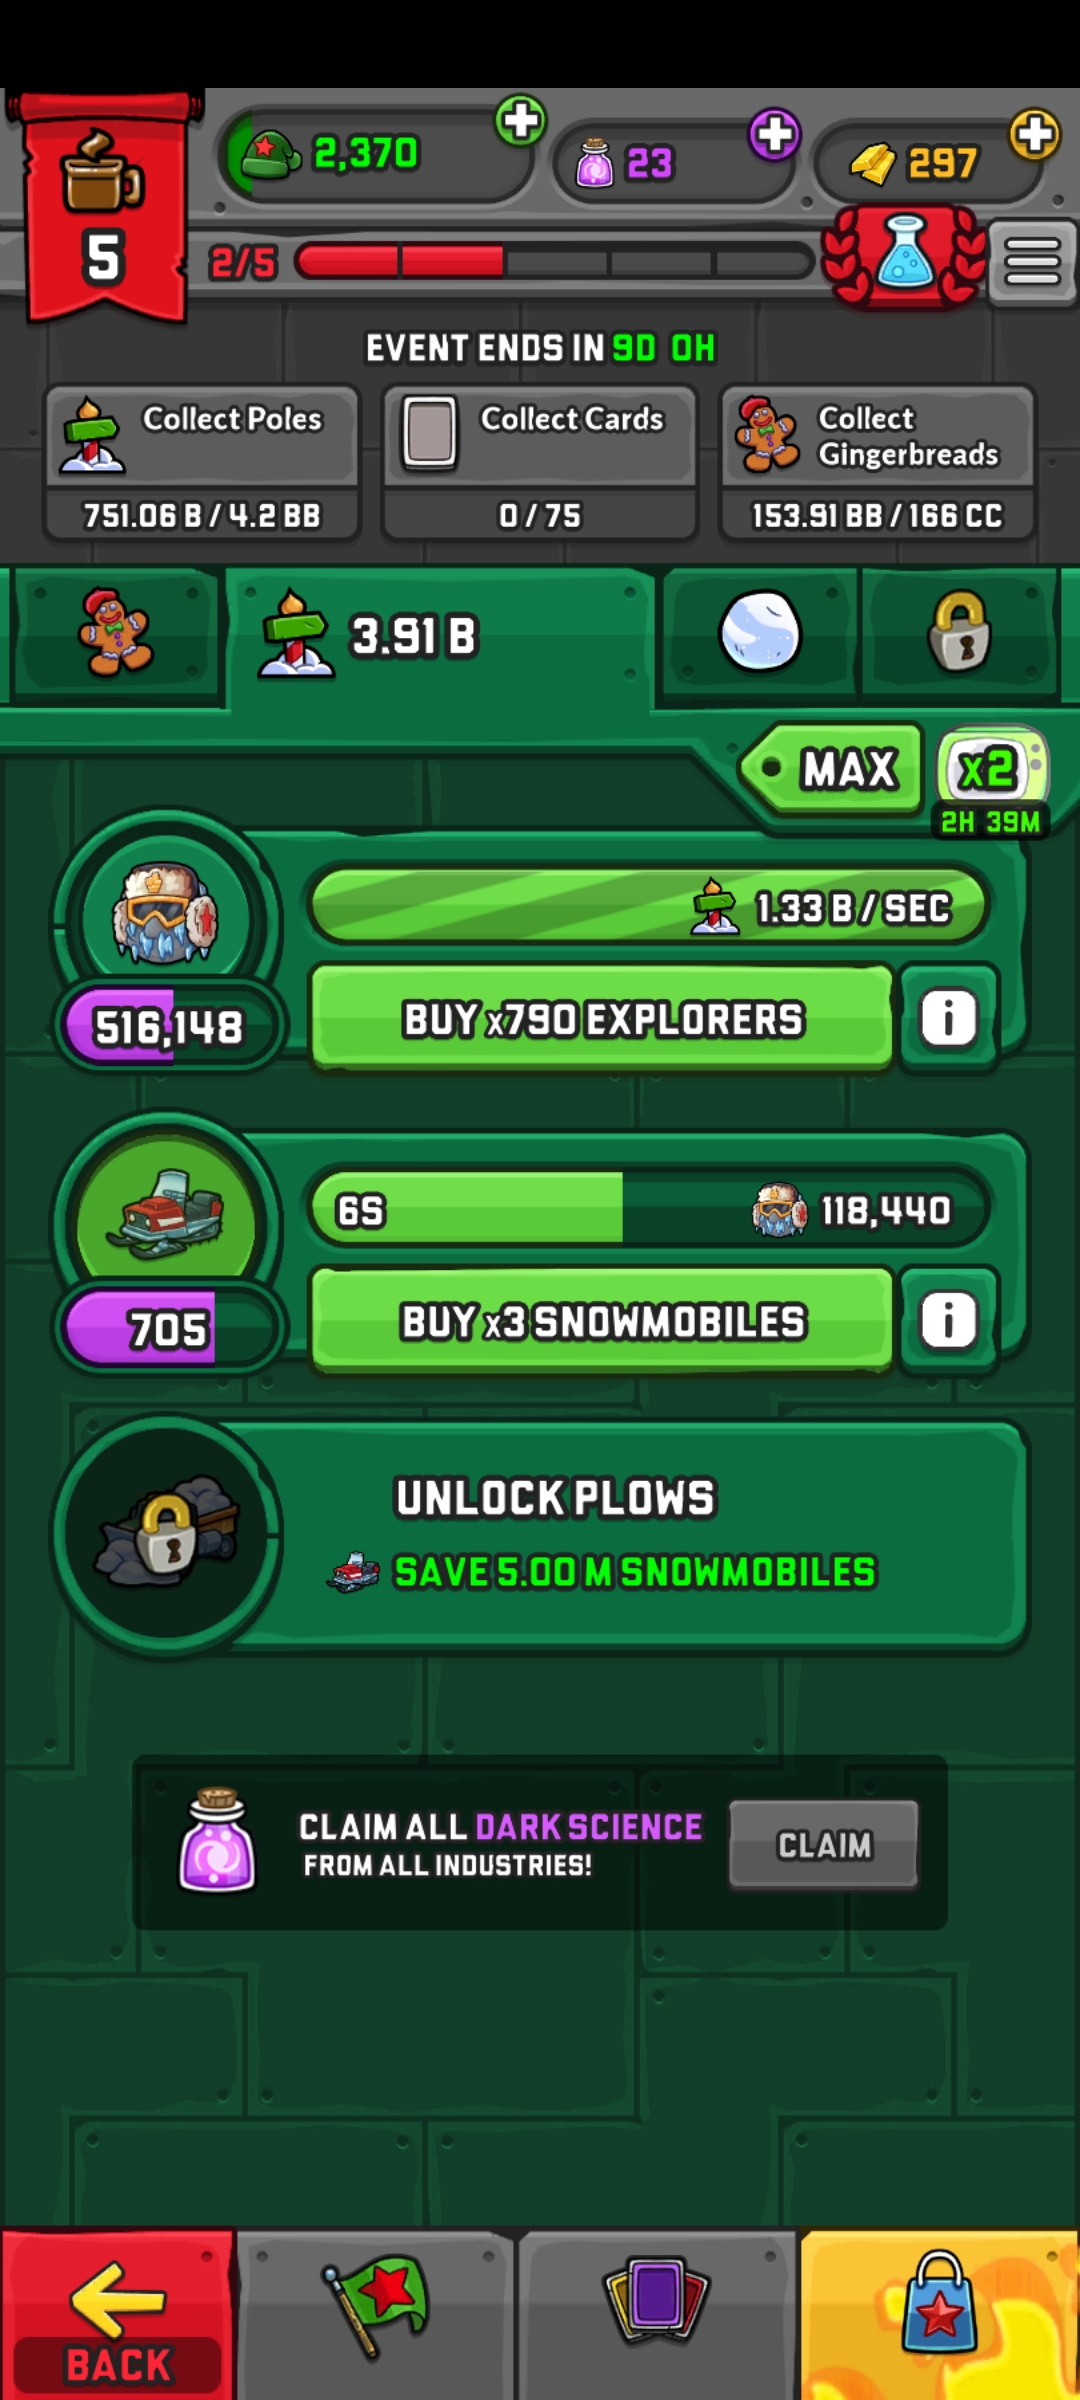 2,370
23
297
5
2/5
EVENT ENDS IN 9D 0H
Collect Poles
Collect Cards
Collect
Gingerbreads
751.06 B / 4.2 BB
0 / 75
153.91 BB / 166 CC
3.91 B
MAX
x2
2H 39M
1.33 B / SEC
516,148
BUY x790 EXPLORERS
i
6S
118,440
705
BUY x3 SNOWMOBILES
i
UNLOCK PLOWS
SAVE 5.00 M SNOWMOBILES
CLAIM ALL DARK SCIENCE
FROM ALL INDUSTRIES!
CLAIM
BACK